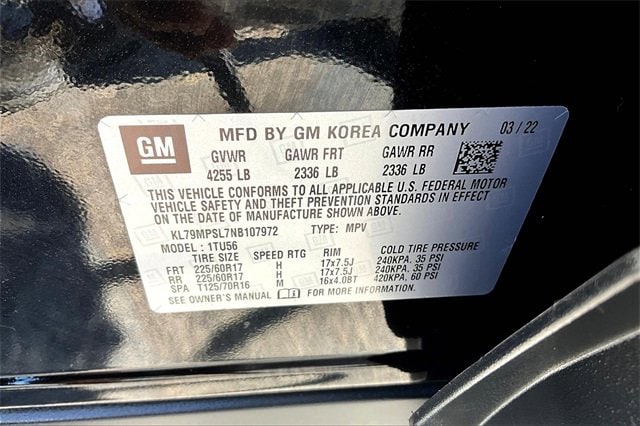 GM
MFD BY GM KOREA COMPANY 03/22
GVWR GAWR FRT GAWR RR
4255 LB 2336 LB 2336 LB
THIS VEHICLE CONFORMS TO ALL APPLICABLE U.S. FEDERAL MOTOR
VEHICLE SAFETY AND THEFT PREVENTION STANDARDS IN EFFECT
ON THE DATE OF MANUFACTURE SHOWN ABOVE.
KL79MPSL7NB107972 TYPE: MPV
MODEL: 1TU56
TIRE SIZE SPEED RTG RIM COLD TIRE PRESSURE
FRT 225/60R17 H 17x7.5J 240KPA, 35 PSI
RR 225/60R17 H 17x7.5J 240KPA, 35 PSI
SPA T125/70R16 M 16x4.0BT 420KPA, 60 PSI
SEE OWNER'S MANUAL FOR MORE INFORMATION.